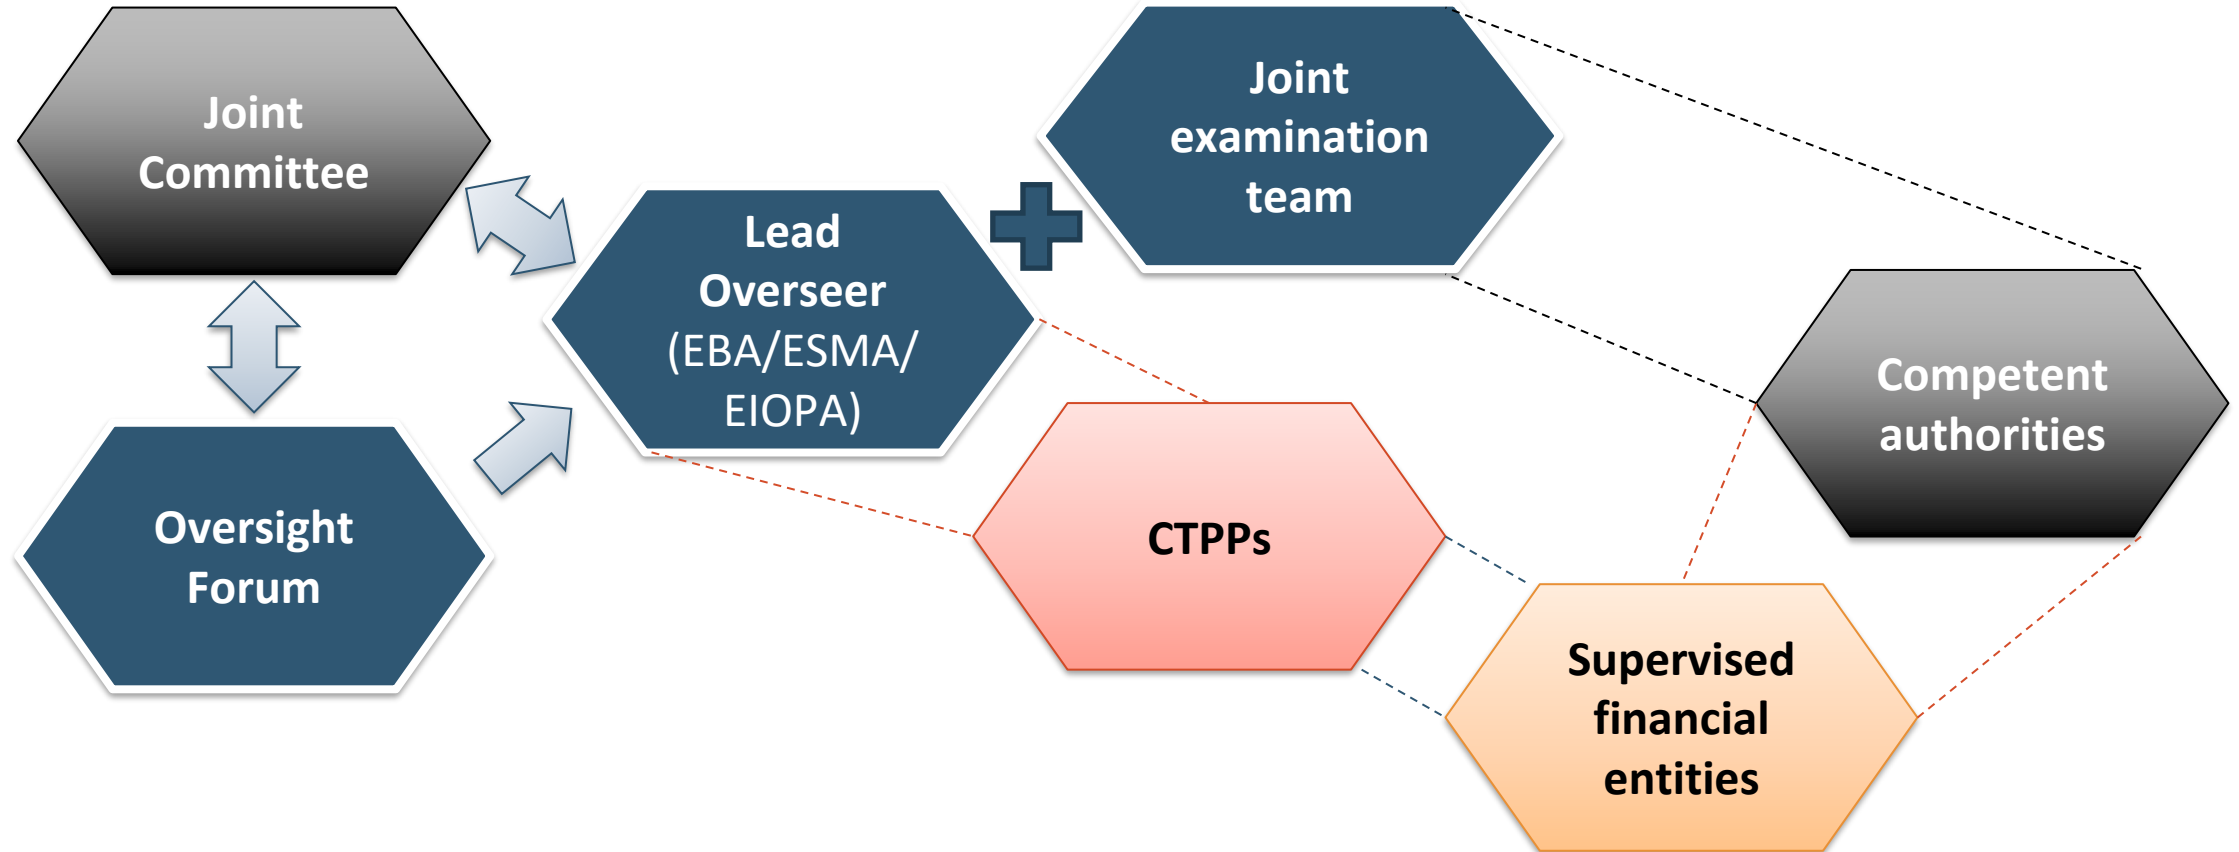 Joint
Committee
Joint
examination
team
Lead
Overseer
(EBA/ESMA/
EIOPA)
Competent
authorities
Oversight
Forum
CTPPs
Supervised
financial
entities